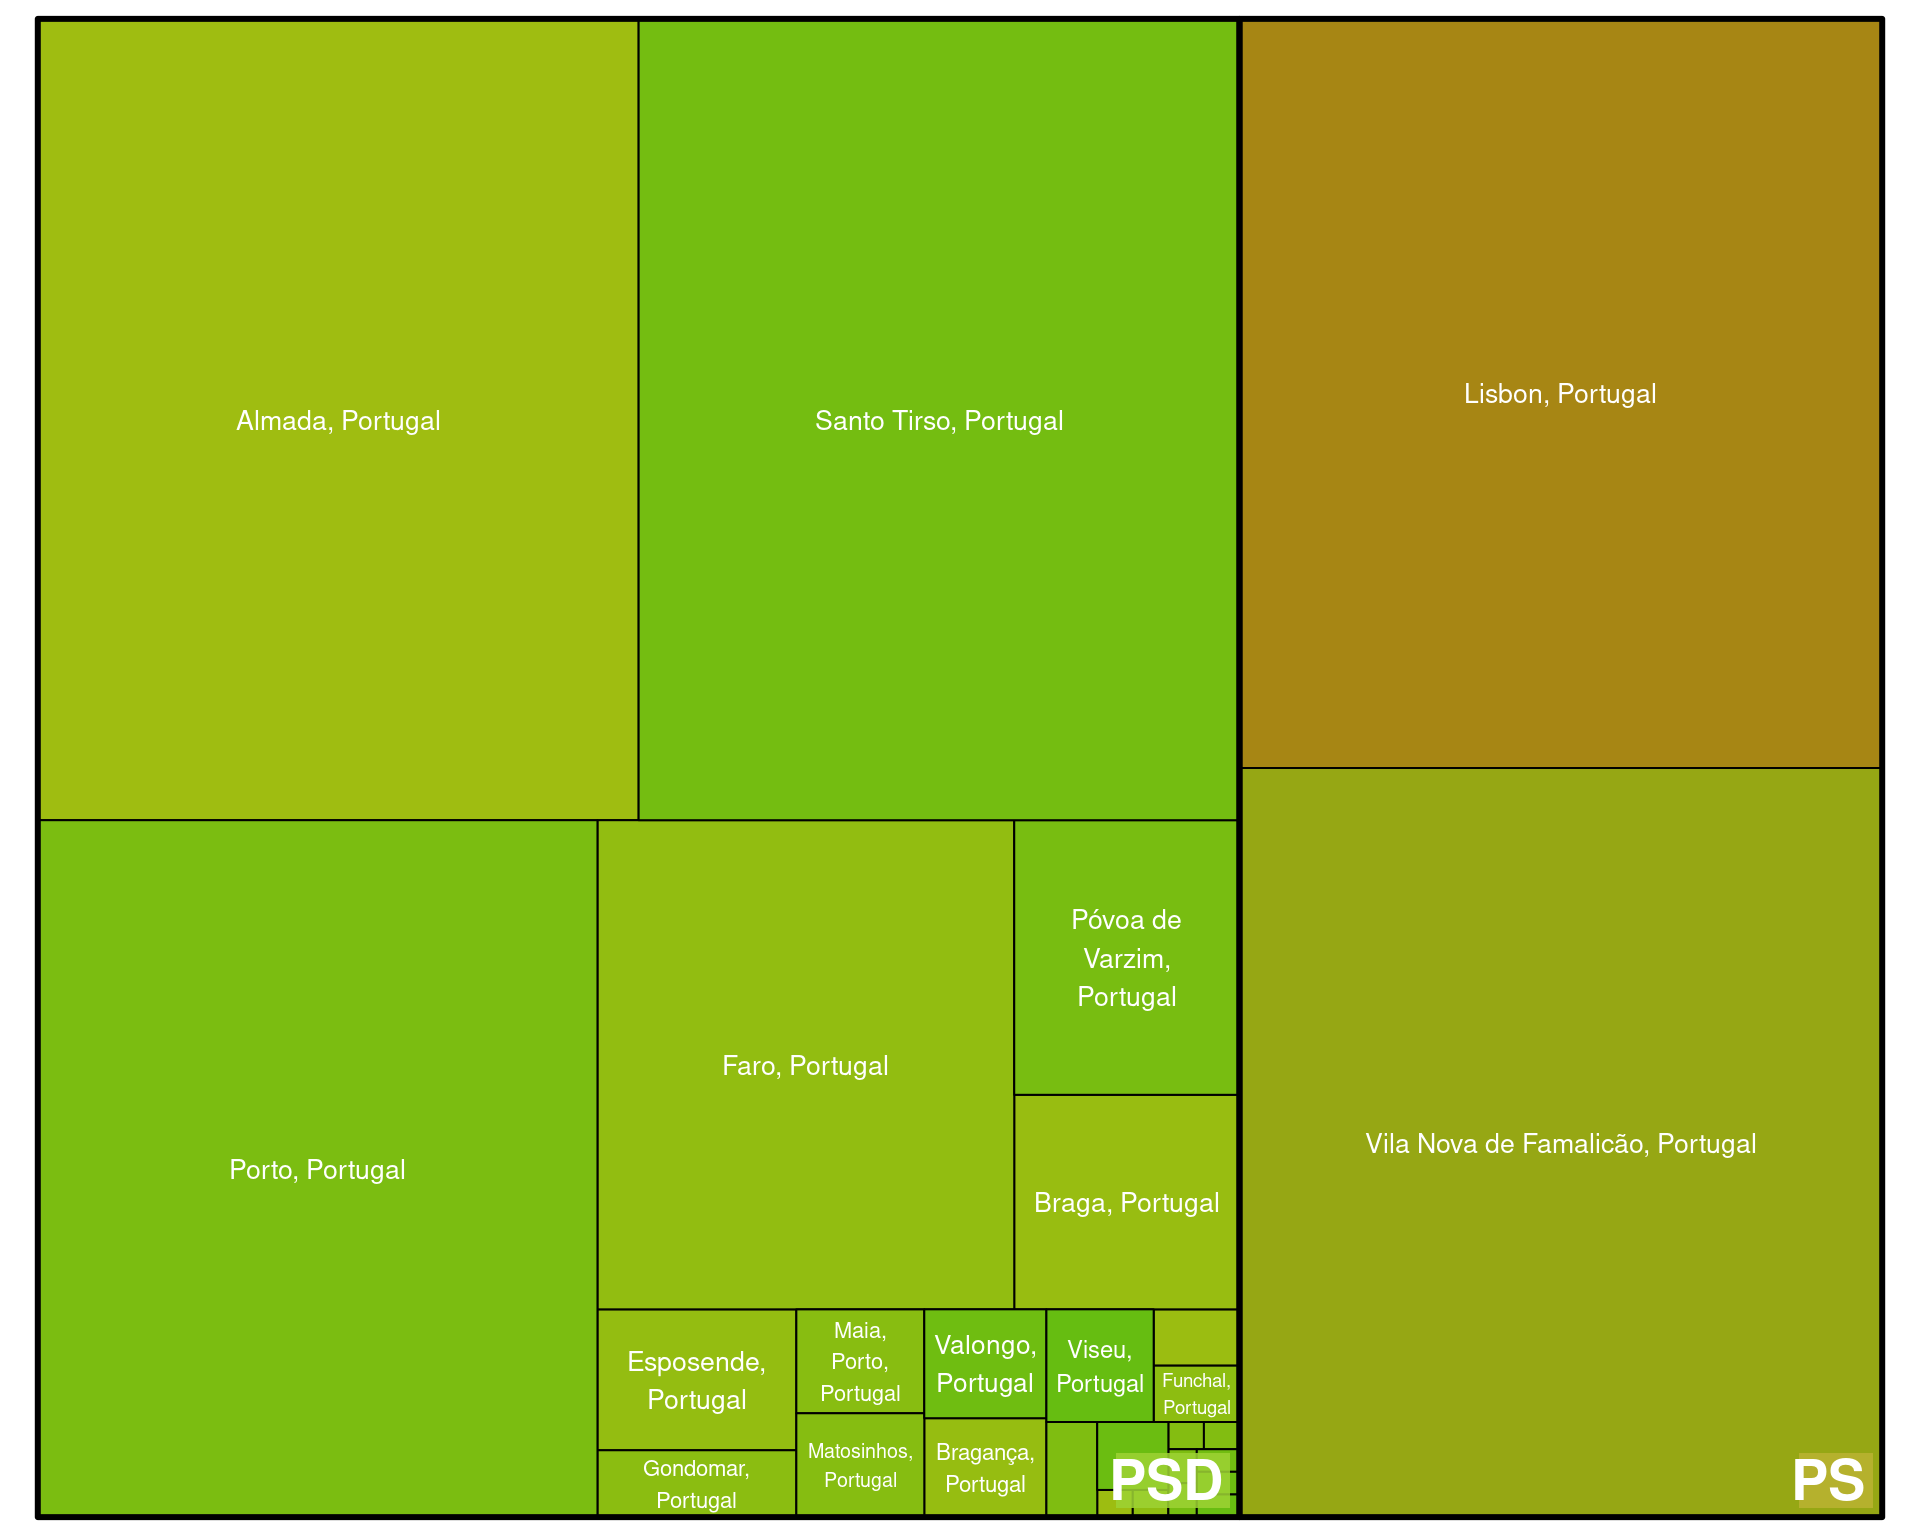 Almada, Portugal
Santo Tirso, Portugal
Lisbon, Portugal
Porto, Portugal
Faro, Portugal
Póvoa de
Varzim,
Portugal
Braga, Portugal
Vila Nova de Famalicão, Portugal
Esposende,
Portugal
Gondomar,
Portugal
Maia,
Porto,
Portugal
Matosinhos,
Portugal
Valongo,
Portugal
Bragança,
Portugal
Viseu,
Portugal
Funchal,
Portugal
PSD
PS